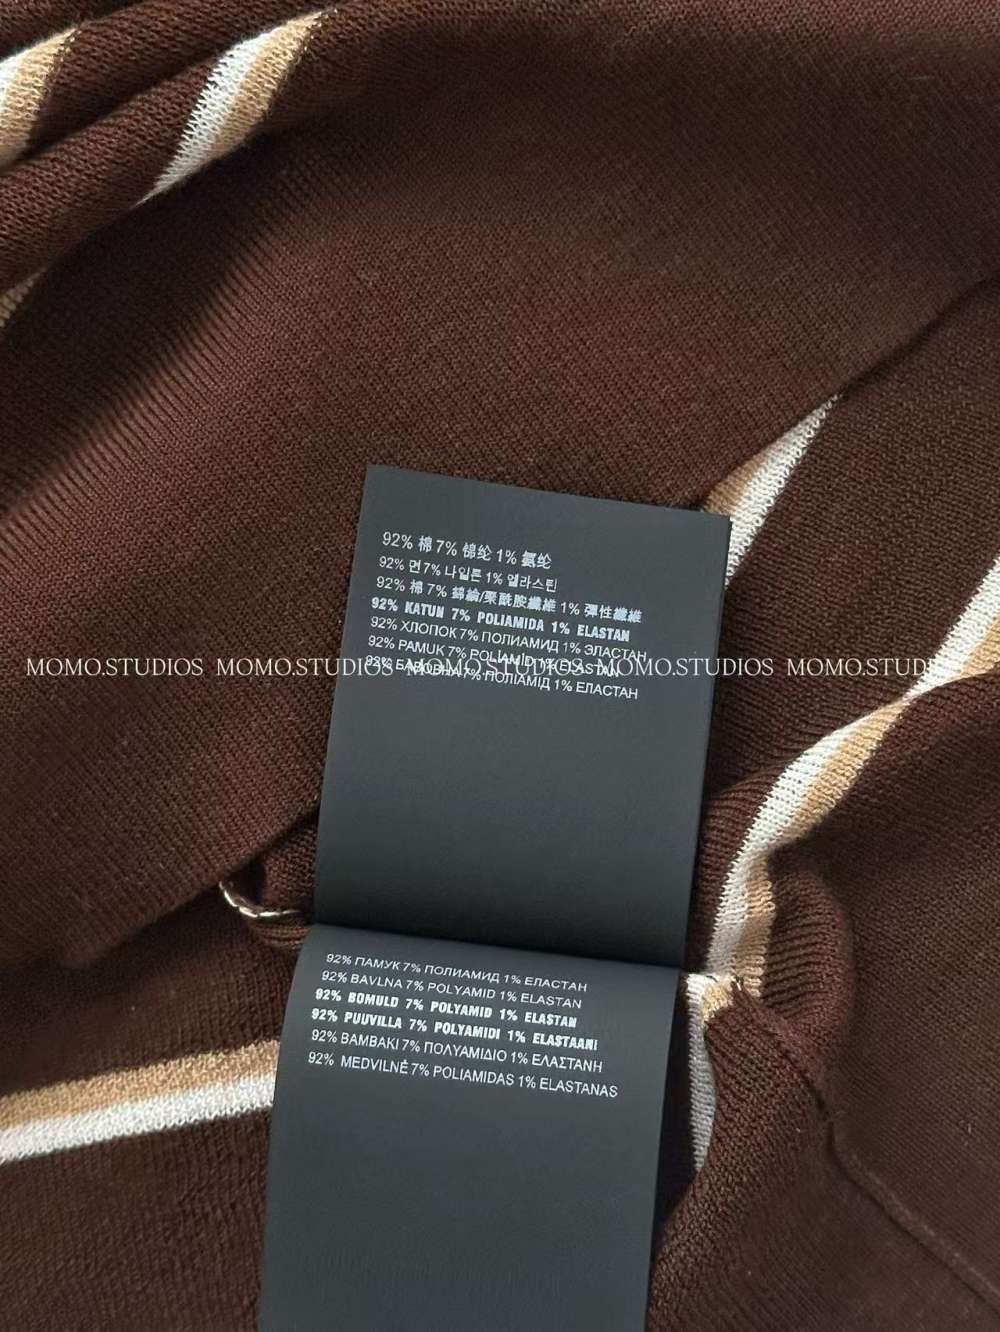 92% 棉 7% 锦纶 1% 氨纶
92% 면 7% 나일론 1% 엘라스틴
92% 棉 7% 錦綸/聚酰胺纖維 1% 彈性纖維
92% KATUN 7% POLIAMIDA 1% ELASTAN
92% ХЛОПОК 7% ПОЛИАМИД 1% ЭЛАСТАН
92% PAMUK 7% POLİAMİD 1% ELASTAN
MOMO.STUDIOS MOMO.STUDIOS MOMO.STUDIOS MOMO.STUDIOS MOMO.STUDIOS
92% БАВОВНА 7% ПОЛІАМІД 1% ЕЛАСТАН
92% ПАМУК 7% ПОЛИАМИД 1% ЕЛАСТАН
92% BAVLNA 7% POLYAMID 1% ELASTAN
92% BOMULD 7% POLYAMID 1% ELASTAN
92% PUUVILLA 7% POLYAMIDI 1% ELASTAANI
92% ΒΑΜΒΑΚΙ 7% ΠΟΛΥΑΜΙΔΙΟ 1% ΕΛΑΣΤΑΝΗ
92% MEDVILNĖ 7% POLIAMIDAS 1% ELASTANAS